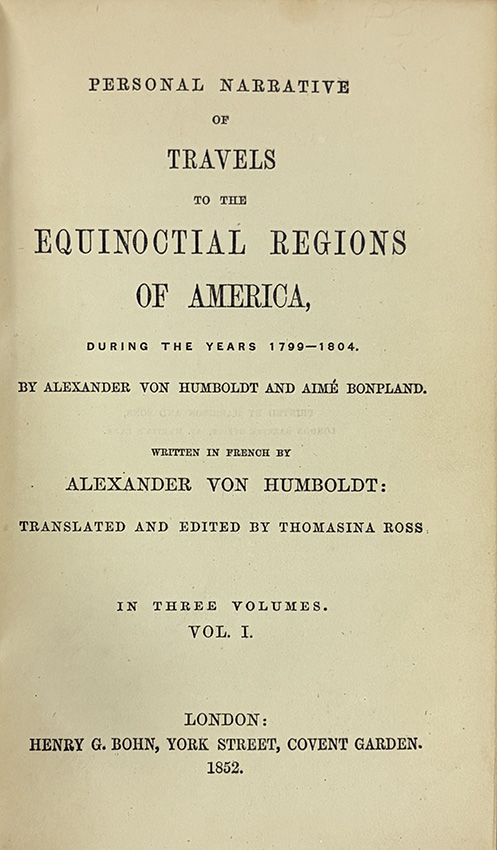 PERSONAL NARRATIVE
OF
TRAVELS
TO THE
EQUINOCTIAL REGIONS
OF AMERICA,
DURING THE YEARS 1799—1804.
BY ALEXANDER VON HUMBOLDT AND AIMÉ BONPLAND.
WRITTEN IN FRENCH BY
ALEXANDER VON HUMBOLDT:
TRANSLATED AND EDITED BY THOMASINA ROSS
IN THREE VOLUMES.
VOL. I.
LONDON:
HENRY G. BOHN, YORK STREET, COVENT GARDEN.
1852.